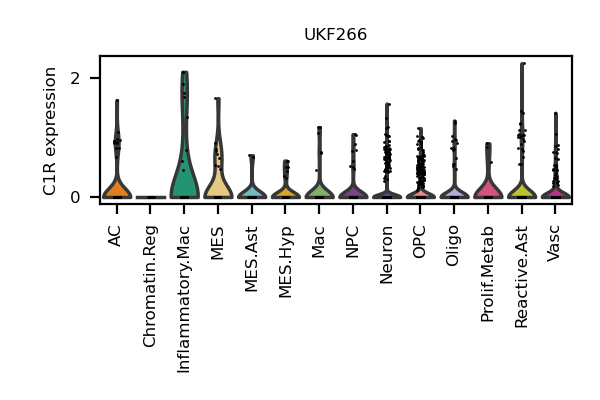 UKF266
C1R expression
2
0
AC
Chromatin.Reg
Inflammatory.Mac
MES
MES.Ast
MES.Hyp
Mac
NPC
Neuron
OPC
Oligo
Prolif.Metab
Reactive.Ast
Vasc